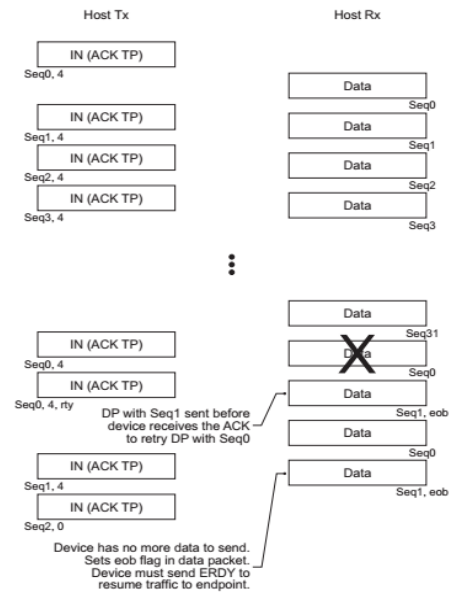 Host Tx
Host Rx
IN (ACK TP)
Seq0, 4
Data
Seq0
IN (ACK TP)
Seq1, 4
Data
Seq1
IN (ACK TP)
Seq2, 4
Data
Seq2
IN (ACK TP)
Seq3, 4
Data
Seq3
Data
Seq31
IN (ACK TP)
Seq0, 4
Data
Seq0
IN (ACK TP)
Seq0, 4, rty
Data
Seq1, eob
DP with Seq1 sent before
device receives the ACK
to retry DP with Seq0
Data
Seq0
IN (ACK TP)
Seq1, 4
Data
Seq1, eob
IN (ACK TP)
Seq2, 0
Device has no more data to send.
Sets eob flag in data packet.
Device must send ERDY to
resume traffic to endpoint.